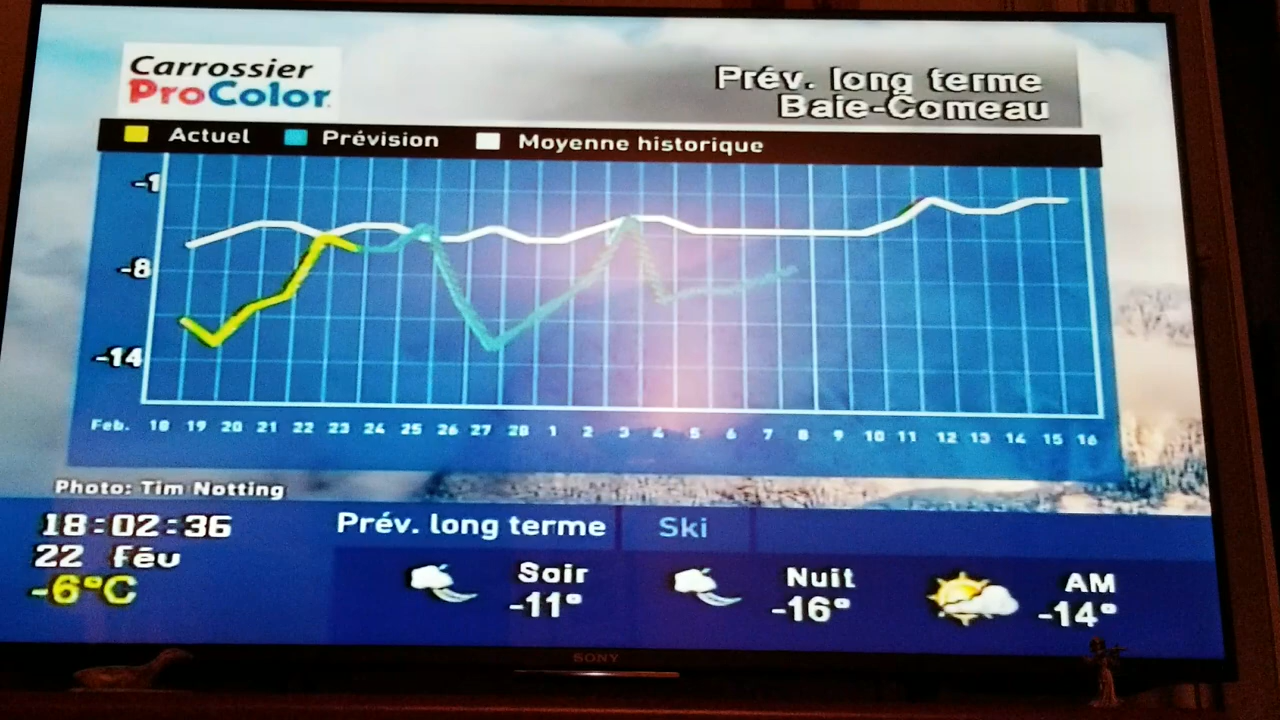 Carrossier
ProColor
Prév. long terme
Baie-Comeau
Actuel Prévision Moyenne historique
-1
-8
-14
Feb. 18 19 20 21 22 23 24 25 26 27 28 1 2 3 4 5 6 7 8 9 10 11 12 13 14 15 16
Photo: Tim Notting
18:02:36
22 Fév
-6°C
Prév. long terme Ski
Soir
-11°
Nuit
-16°
AM
-14°
SONY